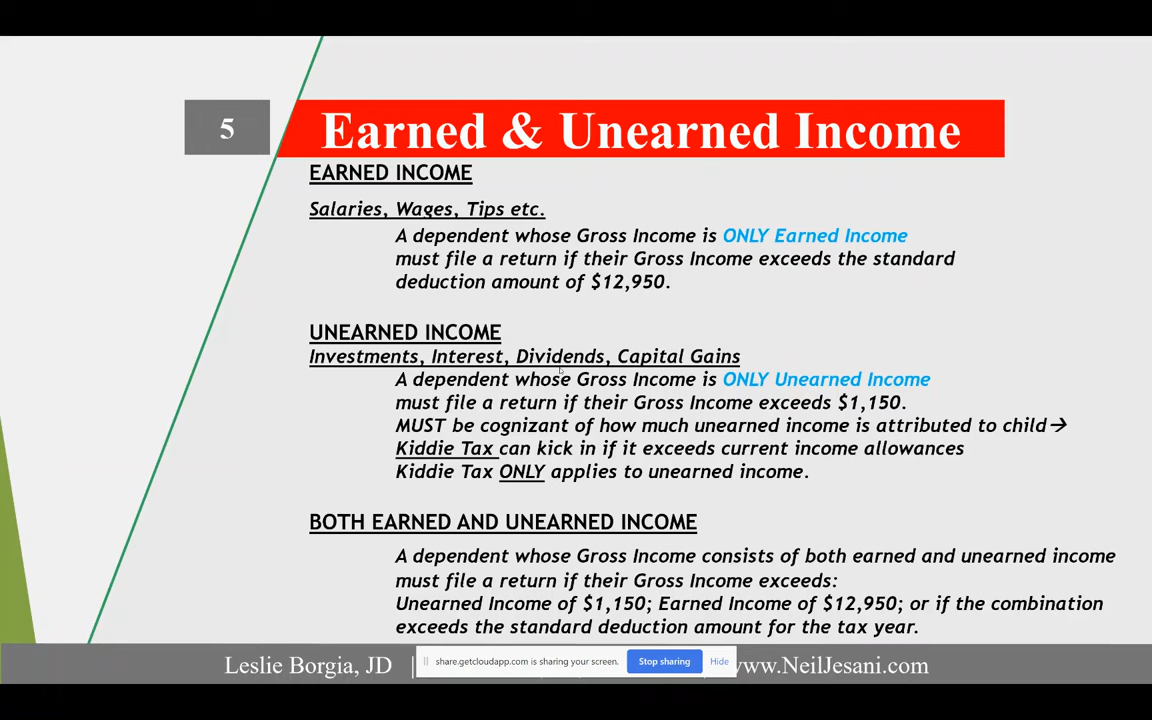 5
Earned & Unearned Income
EARNED INCOME
Salaries, Wages, Tips etc.
A dependent whose Gross Income is ONLY Earned Income
must file a return if their Gross Income exceeds the standard
deduction amount of $12,950.
UNEARNED INCOME
Investments, Interest, Dividends, Capital Gains
A dependent whose Gross Income is ONLY Unearned Income
must file a return if their Gross Income exceeds $1,150.
MUST be cognizant of how much unearned income is attributed to child→
Kiddie Tax can kick in if it exceeds current income allowances
Kiddie Tax ONLY applies to unearned income.
BOTH EARNED AND UNEARNED INCOME
A dependent whose Gross Income consists of both earned and unearned income
must file a return if their Gross Income exceeds:
Unearned Income of $1,150; Earned Income of $12,950; or if the combination
exceeds the standard deduction amount for the tax year.
Leslie Borgia, JD | www.NeilJesani.com
share.getcloudapp.com is sharing your screen. Stop sharing Hide